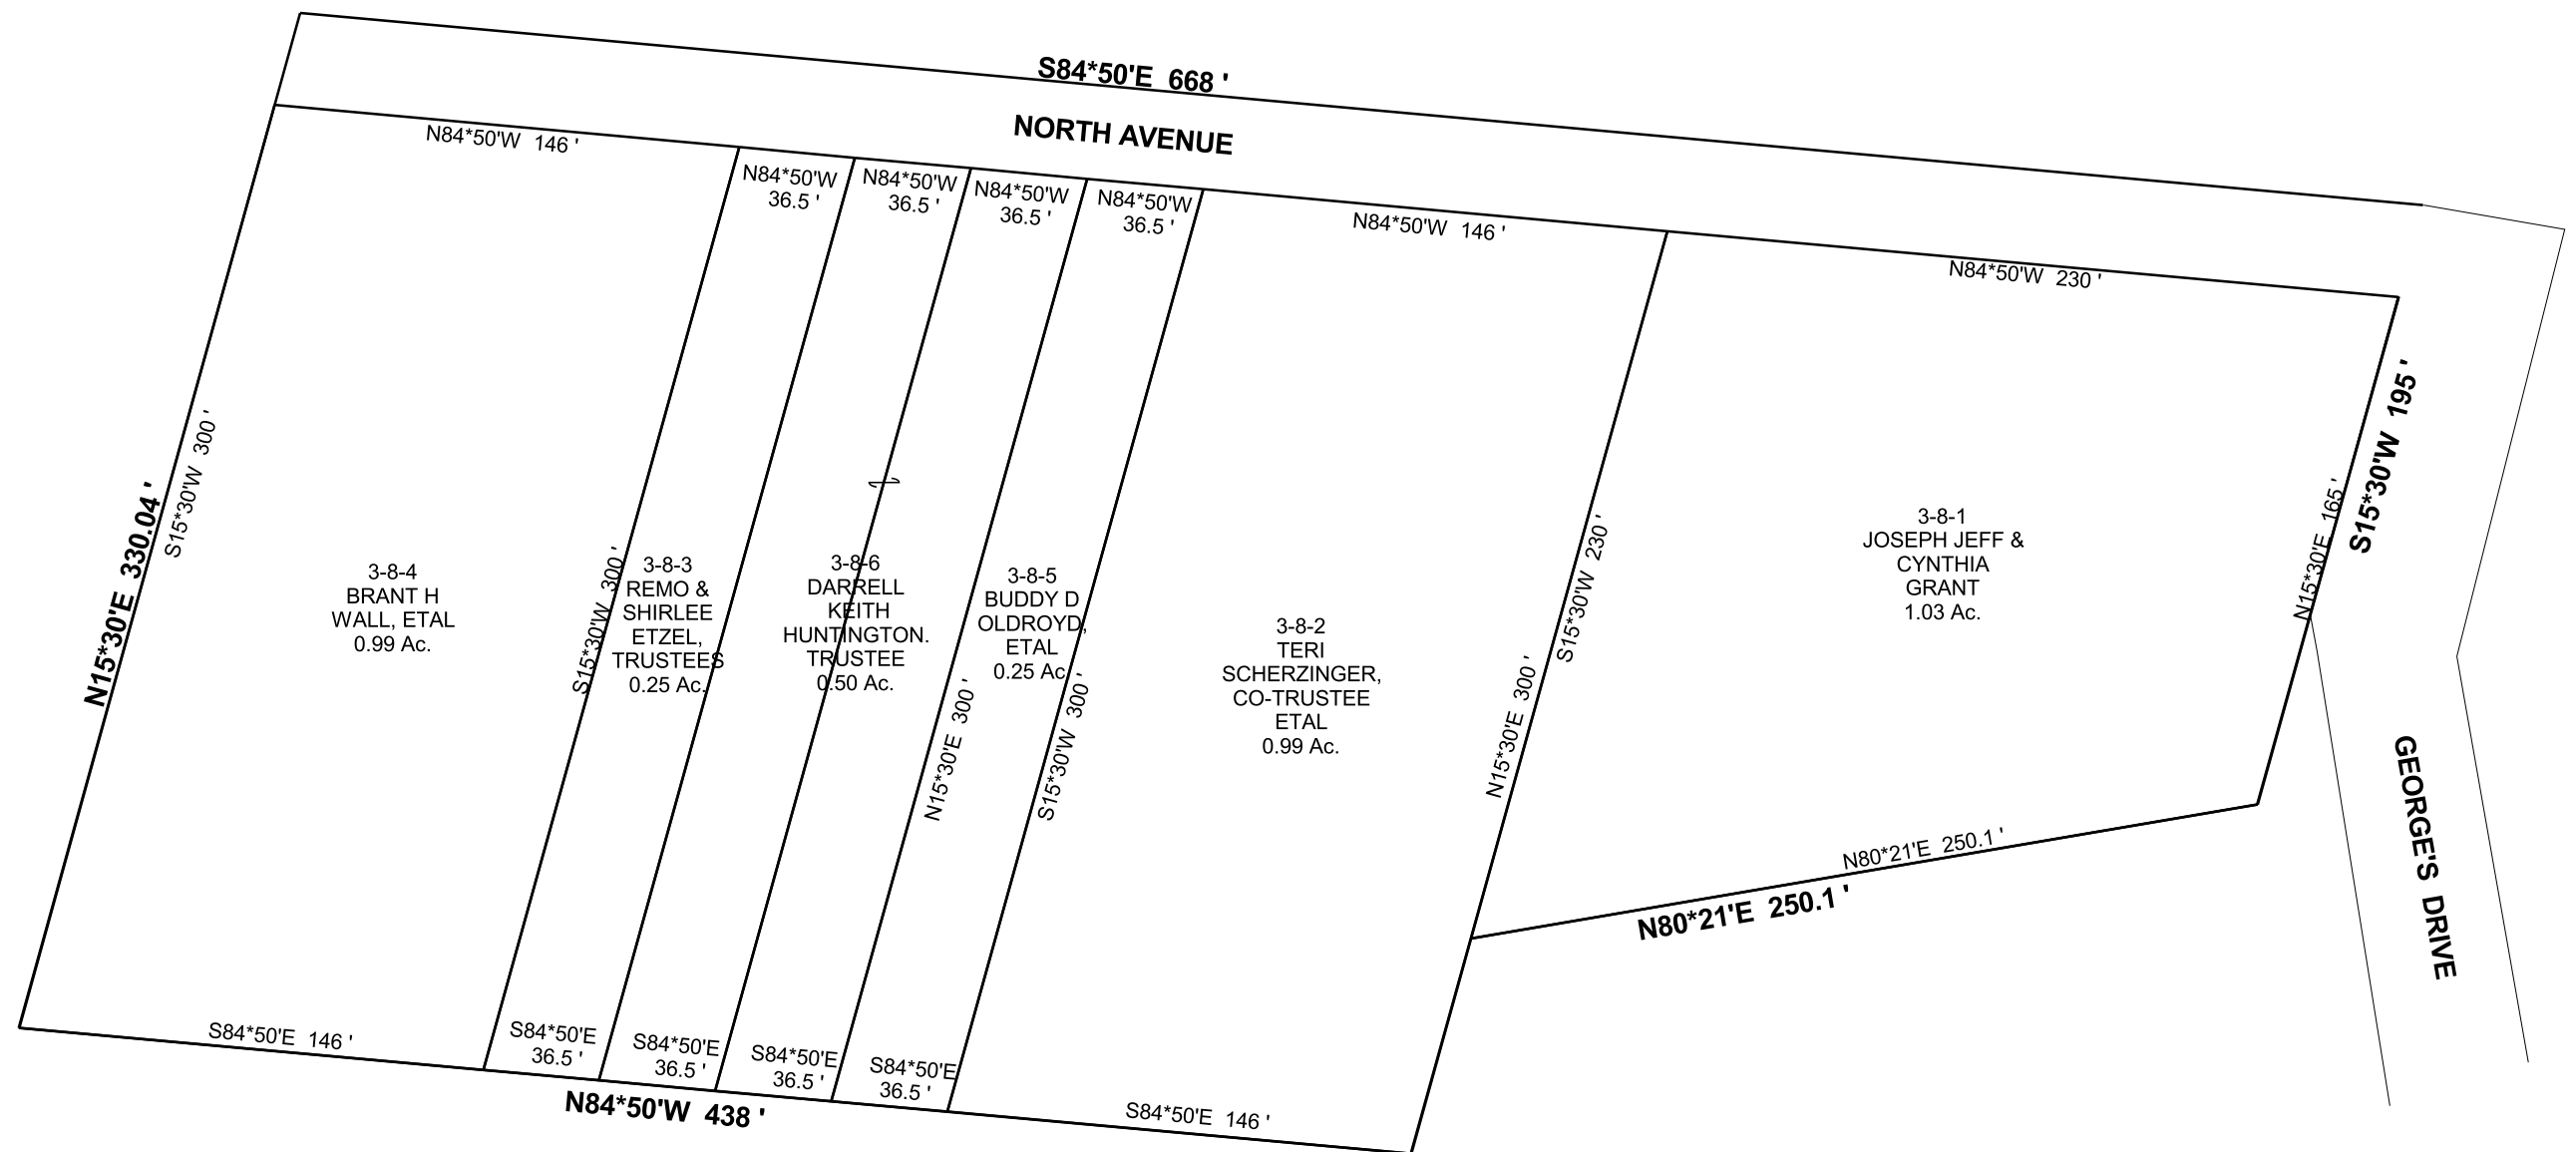 S84*50'E 668 '
NORTH AVENUE
N84*50'W 146 '
N84*50'W
36.5 '
N84*50'W
36.5 '
N84*50'W
36.5 '
N84*50'W
36.5 '
N84*50'W 146 '
N84*50'W 230 '
N15*30'E 330.04 '
S15*30'W 300 '
3-8-4
BRANT H
WALL, ETAL
0.99 Ac.
S15*30'W 300 '
3-8-3
REMO &
SHIRLEE
ETZEL,
TRUSTEES
0.25 Ac.
3-8-6
DARRELL
KEITH
HUNTINGTON.
TRUSTEE
0.50 Ac.
N15*30'E 300 '
3-8-5
BUDDY D
OLDROYD,
ETAL
0.25 Ac.
S15*30'W 300 '
3-8-2
TERI
SCHERZINGER,
CO-TRUSTEE
ETAL
0.99 Ac.
N15*30'E 300 '
S15*30'W 230 '
3-8-1
JOSEPH JEFF &
CYNTHIA
GRANT
1.03 Ac.
N15*30'E 165 '
S15*30'W 195 '
N80*21'E 250.1 '
N80*21'E 250.1 '
GEORGE'S DRIVE
S84*50'E 146 '
S84*50'E
36.5 '
S84*50'E
36.5 '
S84*50'E
36.5 '
S84*50'E
36.5 '
S84*50'E 146 '
N84*50'W 438 '